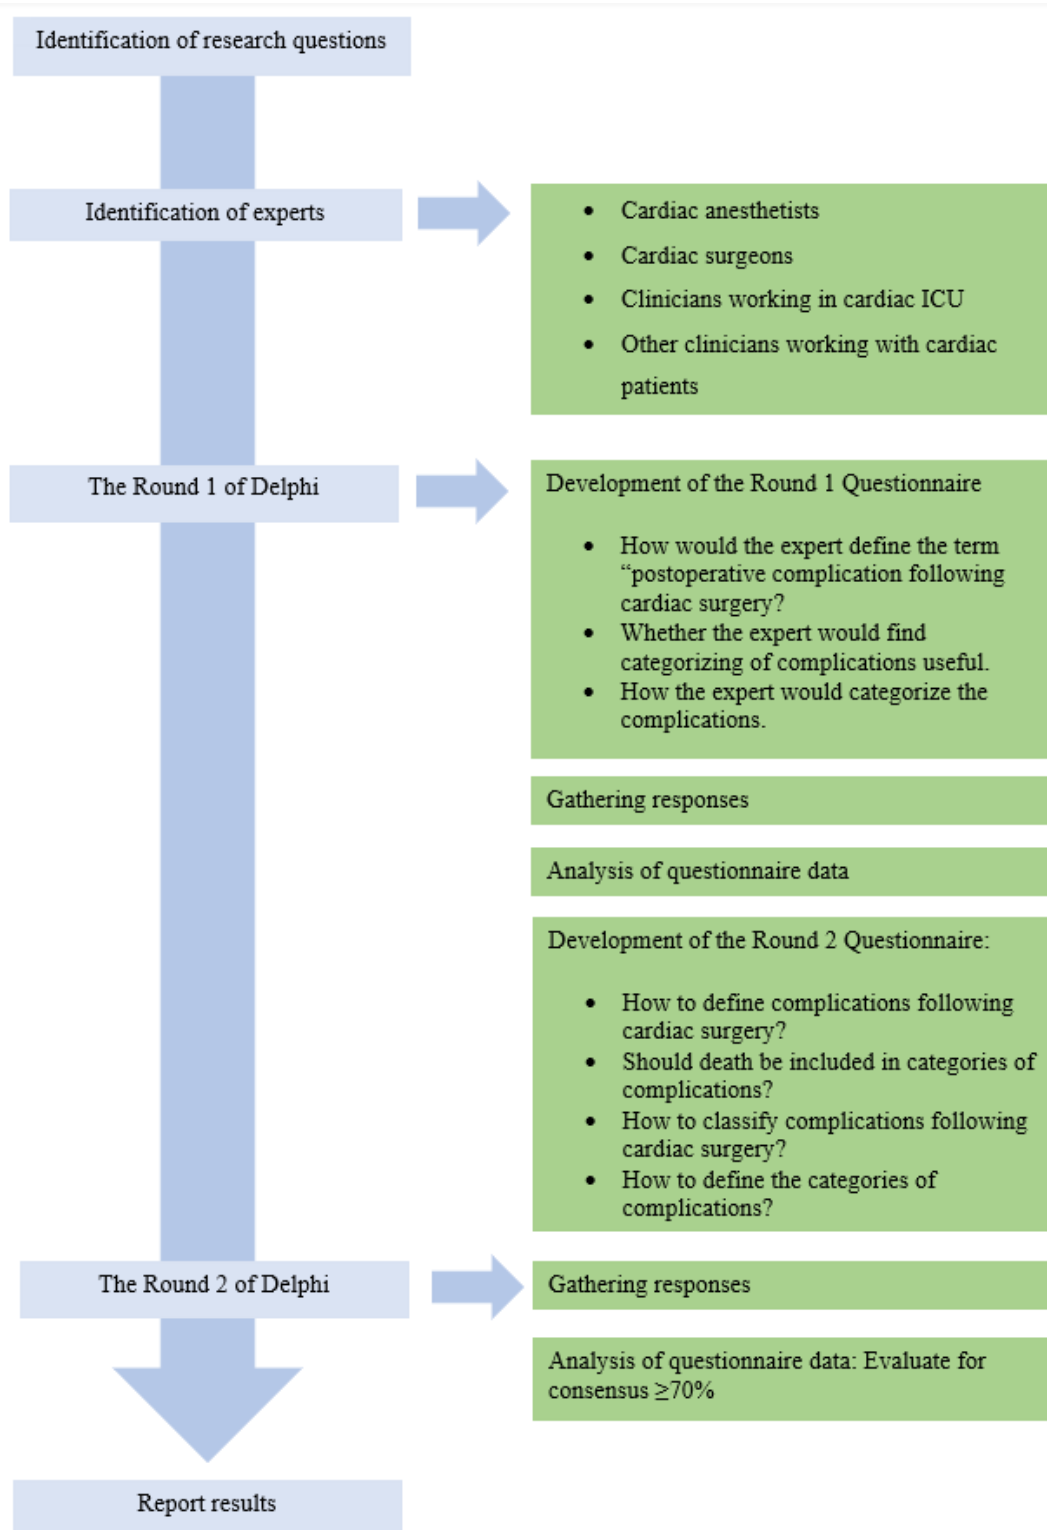 Identification of research questions
Identification of experts
• Cardiac anesthetists
• Cardiac surgeons
• Clinicians working in cardiac ICU
• Other clinicians working with cardiac
patients
The Round 1 of Delphi
Development of the Round 1 Questionnaire
• How would the expert define the term
“postoperative complication following
cardiac surgery?
• Whether the expert would find
categorizing of complications useful.
• How the expert would categorize the
complications.
Gathering responses
Analysis of questionnaire data
Development of the Round 2 Questionnaire:
• How to define complications following
cardiac surgery?
• Should death be included in categories of
complications?
• How to classify complications following
cardiac surgery?
• How to define the categories of
complications?
The Round 2 of Delphi
Gathering responses
Analysis of questionnaire data: Evaluate for
consensus ≥70%
Report results